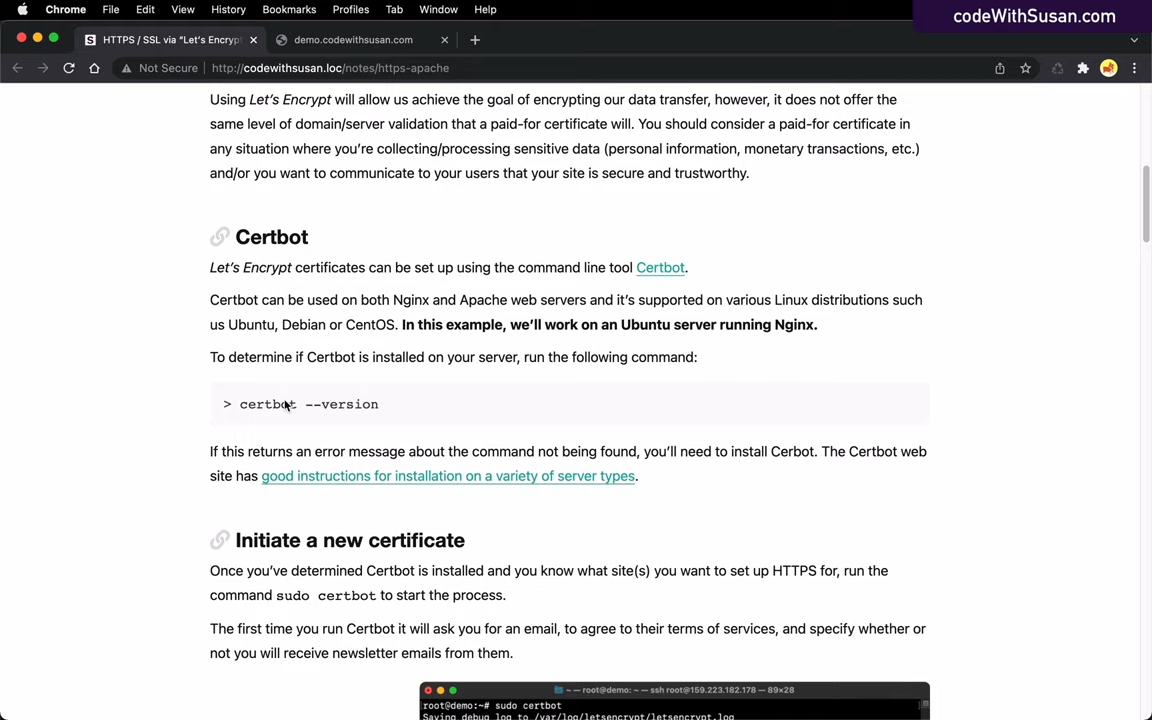 Chrome File Edit View History Bookmarks Profiles Tab Window Help
codeWithSusan.com
S HTTPS / SSL via “Let’s Encrypt
demo.codewithsusan.com
Not Secure http://codewithsusan.loc/notes/https-apache
Using Let’s Encrypt will allow us achieve the goal of encrypting our data transfer, however, it does not offer the
same level of domain/server validation that a paid-for certificate will. You should consider a paid-for certificate in
any situation where you’re collecting/processing sensitive data (personal information, monetary transactions, etc.)
and/or you want to communicate to your users that your site is secure and trustworthy.
Certbot
Let’s Encrypt certificates can be set up using the command line tool Certbot.
Certbot can be used on both Nginx and Apache web servers and it’s supported on various Linux distributions such
us Ubuntu, Debian or CentOS. In this example, we’ll work on an Ubuntu server running Nginx.
To determine if Certbot is installed on your server, run the following command:
> certbot --version
If this returns an error message about the command not being found, you’ll need to install Cerbot. The Certbot web
site has good instructions for installation on a variety of server types.
Initiate a new certificate
Once you’ve determined Certbot is installed and you know what site(s) you want to set up HTTPS for, run the
command sudo certbot to start the process.
The first time you run Certbot it will ask you for an email, to agree to their terms of services, and specify whether or
not you will receive newsletter emails from them.
~ — root@demo: ~ — ssh root@159.223.182.178 — 89×28
root@demo:~# sudo certbot
Saving debug log to /var/log/letsencrypt/letsencrypt.log